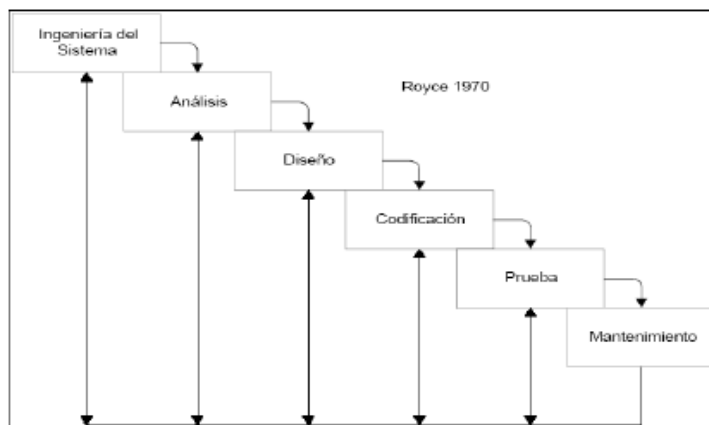 Ingeniería del
Sistema
Análisis
Royce 1970
Diseño
Codificación
Prueba
Mantenimiento